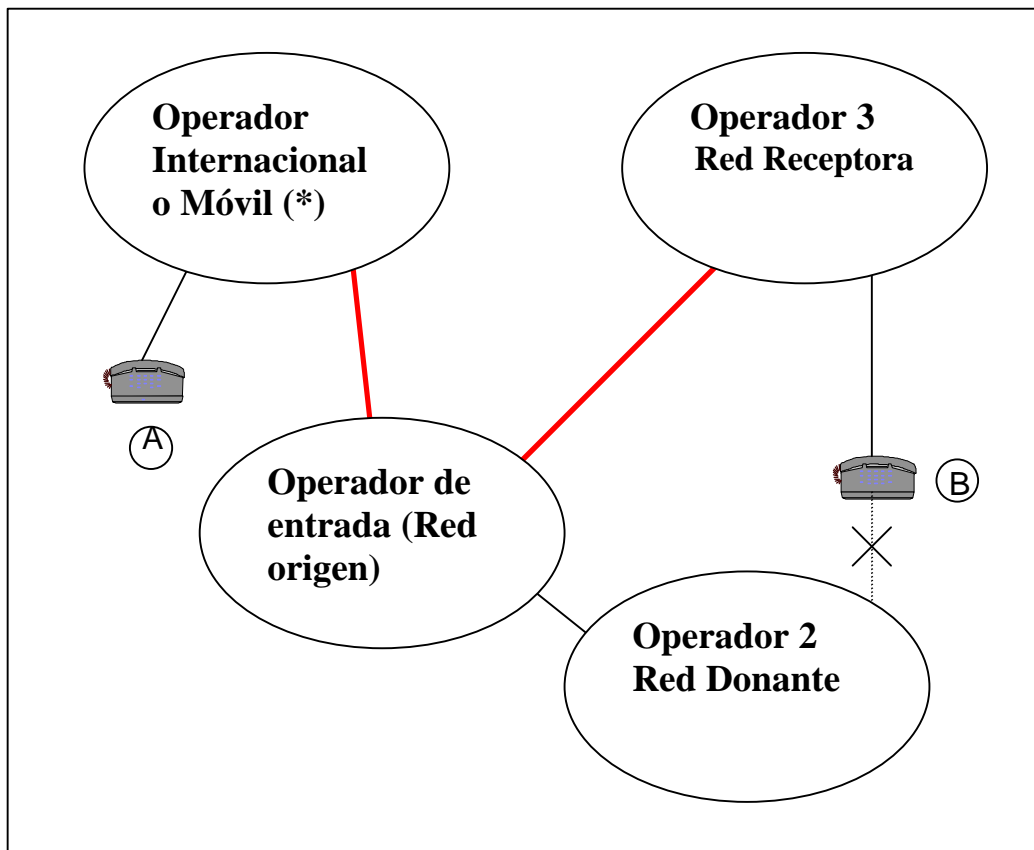 Operador
Internacional
o Móvil (*)
Operador 3
Red Receptora
A
Operador de
entrada (Red
origen)
B
Operador 2
Red Donante